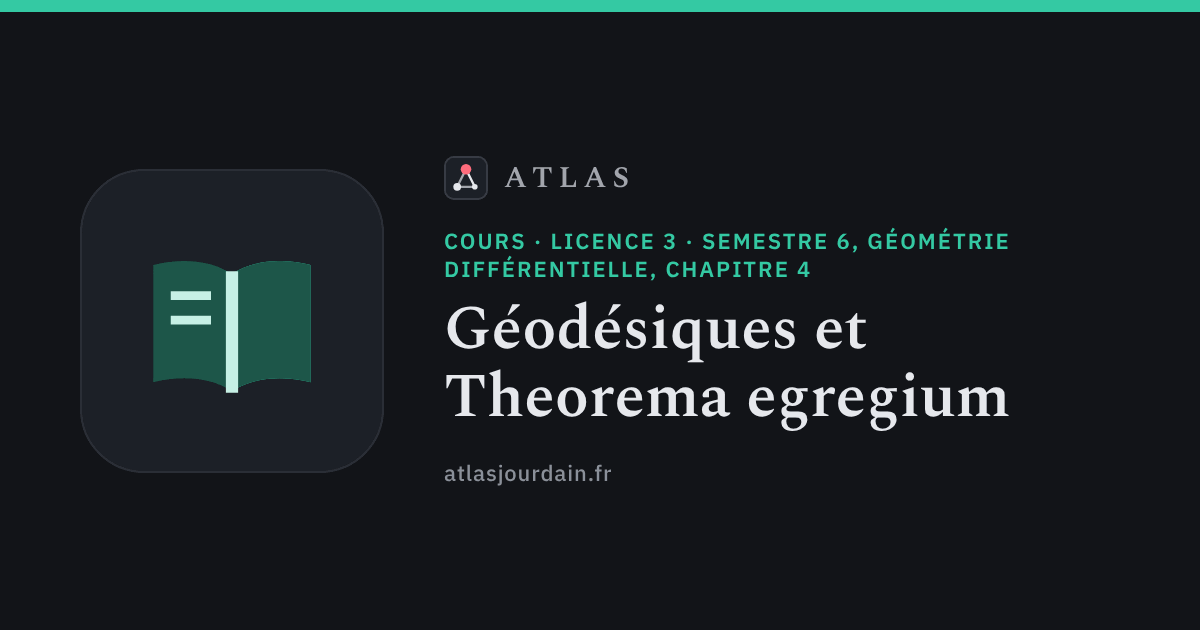 ATLAS
COURS · LICENCE 3 · SEMESTRE 6, GÉOMÉTRIE
DIFFÉRENTIELLE, CHAPITRE 4
Géodésiques et
Theorema egregium
atlasjourdain.fr